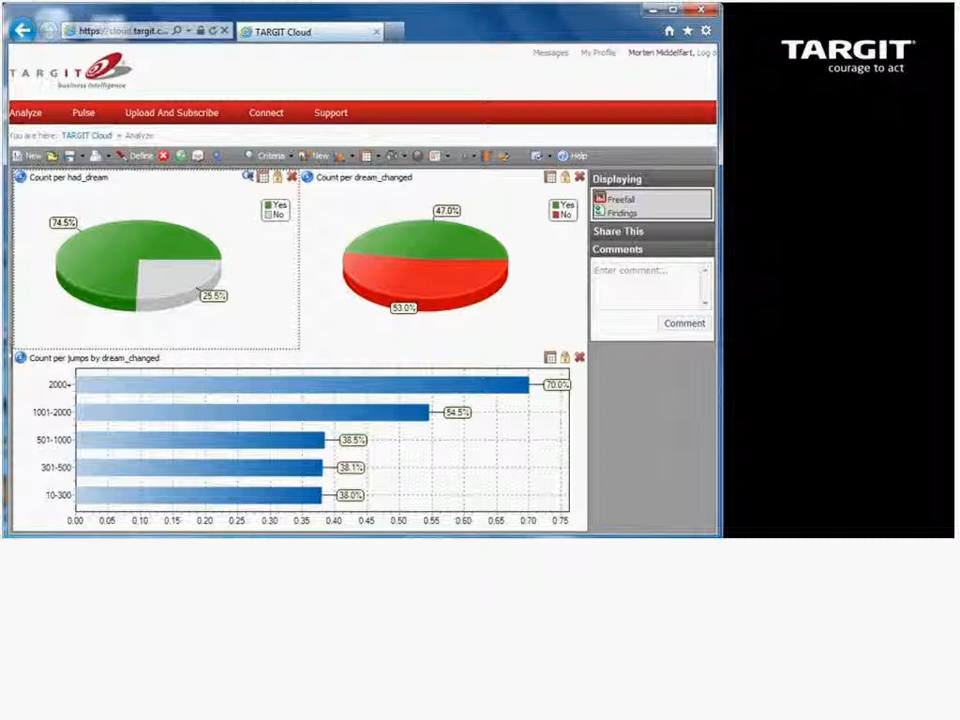 https://cloud.targit.c...
TARGIT Cloud
TARGIT
courage to act
TARGIT
business intelligence
Messages
My Profile
Morten Middelfart, Log o
Analyze
Pulse
Upload And Subscribe
Connect
Support
You are here: TARGIT Cloud » Analyze
New
Define
Criteria
New
Help
Count per had_dream
Count per dream_changed
Displaying
Freefall
Findings
Share This
Comments
Enter comment...
Comment
74.5%
25.5%
Yes
No
47.0%
53.0%
Yes
No
Count per jumps by dream_changed
2000+
70.0%
1001-2000
54.5%
501-1000
38.5%
301-500
38.1%
10-300
38.0%
0.00 0.05 0.10 0.15 0.20 0.25 0.30 0.35 0.40 0.45 0.50 0.55 0.60 0.65 0.70 0.75